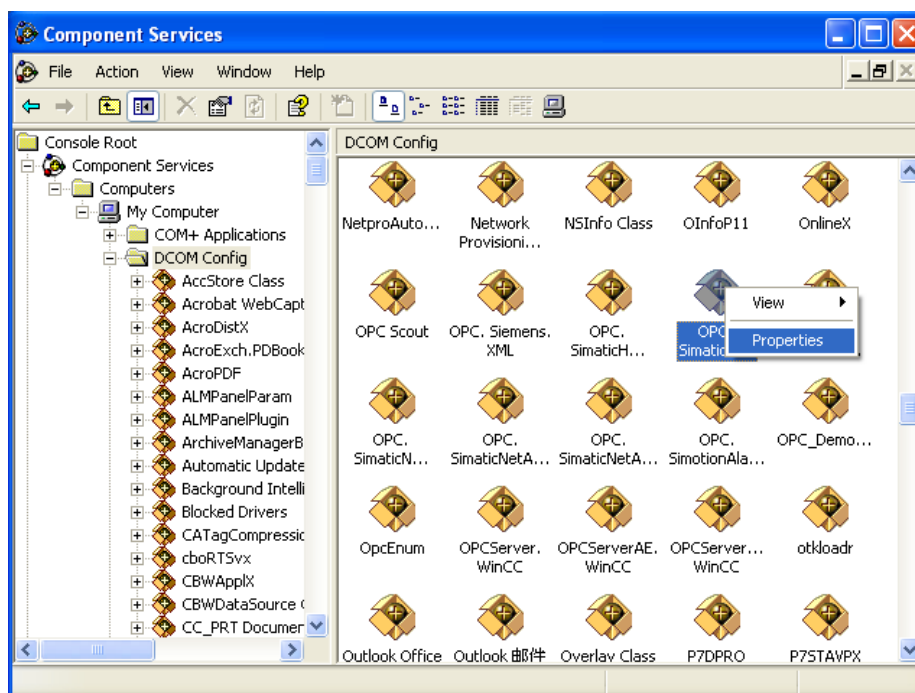 Component Services
File Action View Window Help
Console Root
Component Services
Computers
My Computer
COM+ Applications
DCOM Config
AccStore Class
Acrobat WebCapt
AcroDistX
AcroExch.PDBook
AcroPDF
ALMPanelParam
ALMPanelPlugin
ArchiveManagerB
Automatic Update
Background Intelli
Blocked Drivers
CATagCompressic
cboRTSvx
CBWApplX
CBWDataSource
CC_PRT Documer
DCOM Config
NetproAuto... Network NSInfo Class OInfoP11 OnlineX
Provisioni...
OPC Scout OPC. Siemens. OPC. OPC
XML SimaticH... Simatic
View
Properties
OPC. OPC. OPC. OPC. OPC_Demo...
SimaticN... SimaticNetA... SimaticNetA... SimotionAla...
OpcEnum OPCServer. OPCServerAE. OPCServer... otkloadr
WinCC WinCC WinCC
Outlook Office Outlook 邮件 Overlay Class P7DPRO P7STAVPX